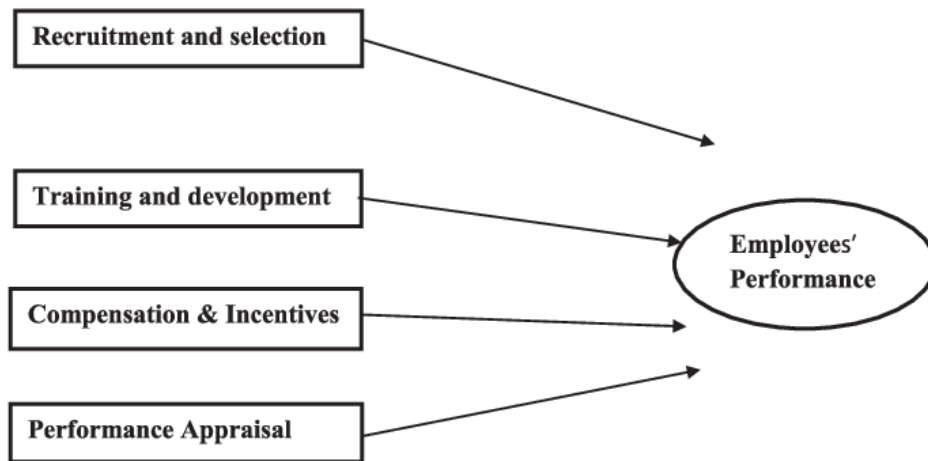 Recruitment and selection
Training and development
Employees′
Performance
Compensation & Incentives
Performance Appraisal